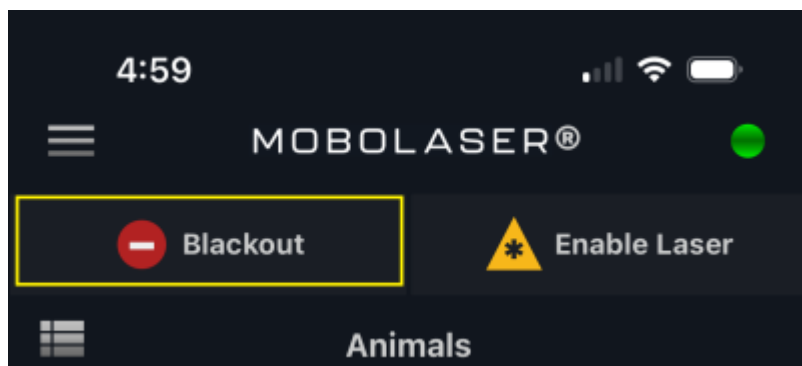 4:59
MOBOLASER®
Blackout
Enable Laser
Animals